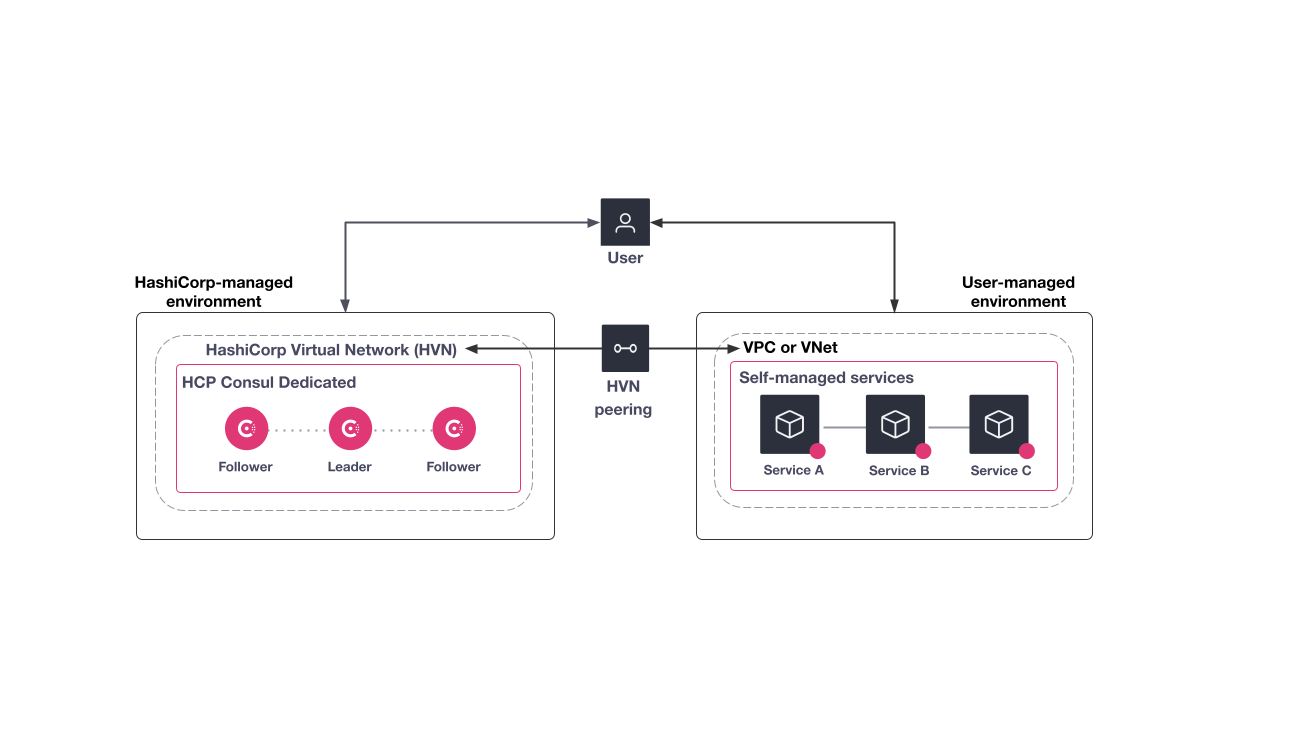 User
HashiCorp-managed
environment
User-managed
environment
HashiCorp Virtual Network (HVN)
HVN
peering
VPC or VNet
HCP Consul Dedicated
Follower
Leader
Follower
Self-managed services
Service A
Service B
Service C